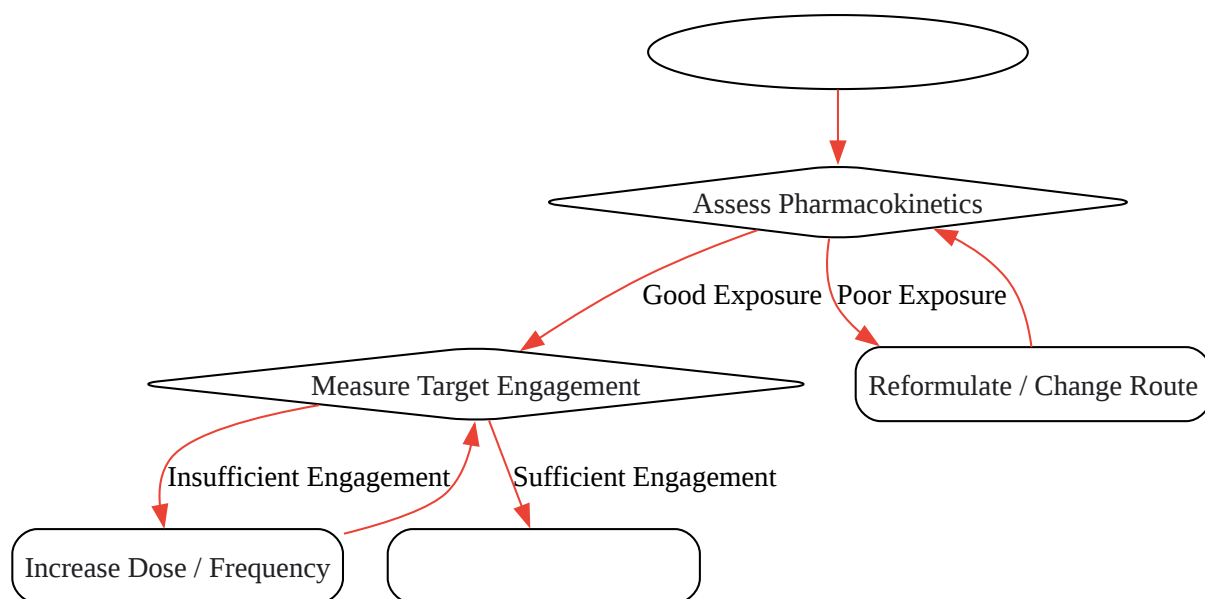 Assess Pharmacokinetics
Good Exposure
Poor Exposure
Measure Target Engagement
Reformulate / Change Route
Insufficient Engagement
Sufficient Engagement
Increase Dose / Frequency